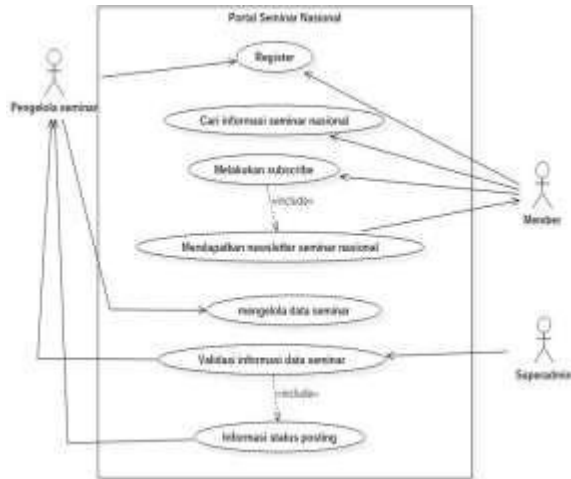 Portal Seminar Nasional
Register
Pengelola seminar
Cari informasi seminar nasional
Melakukan subscribe
«include»
Member
Mendapatkan newsletter seminar nasional
mengelola data seminar
Validasi informasi data seminar
Superadmin
«include»
Informasi status posting